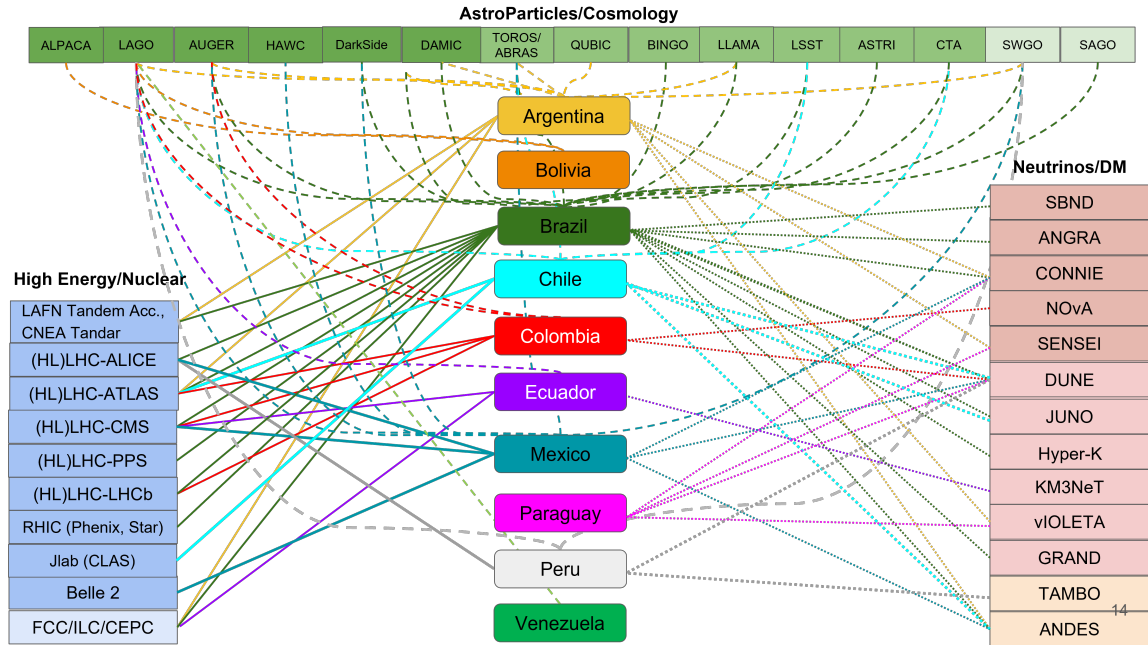 AstroParticles/Cosmology
ALPACA
LAGO
AUGER
HAWC
DarkSide
DAMIC
TOROS/
ABRAS
QUBIC
BINGO
LLAMA
LSST
ASTRI
CTA
SWGO
SAGO
Argentina
Bolivia
Brazil
Chile
Colombia
Ecuador
Mexico
Paraguay
Peru
Venezuela
High Energy/Nuclear
LAFN Tandem Acc.,
CNEA Tandar
(HL)LHC-ALICE
(HL)LHC-ATLAS
(HL)LHC-CMS
(HL)LHC-PPS
(HL)LHC-LHCb
RHIC (Phenix, Star)
Jlab (CLAS)
Belle 2
FCC/ILC/CEPC
Neutrinos/DM
SBND
ANGRA
CONNIE
NOvA
SENSEI
DUNE
JUNO
Hyper-K
KM3NeT
vIOLETA
GRAND
TAMBO
14
ANDES